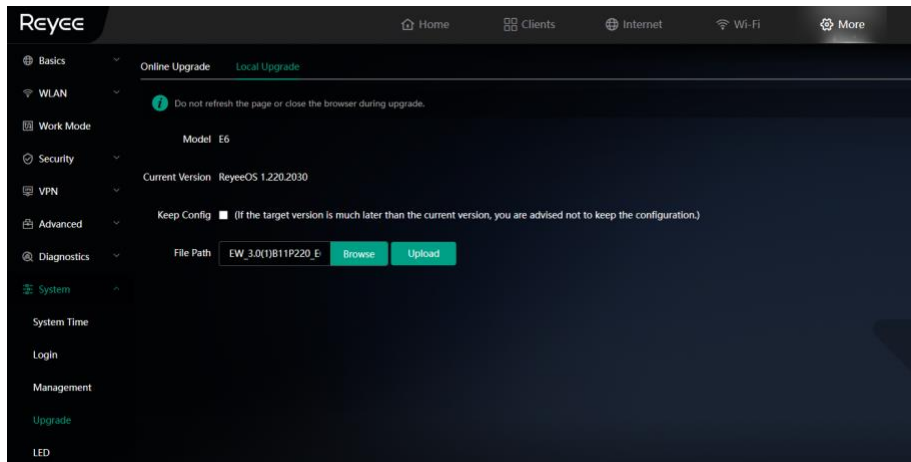 Reyee
Home Clients Internet Wi-Fi More
Basics
WLAN
Work Mode
Security
VPN
Advanced
Diagnostics
System
System Time
Login
Management
Upgrade
LED
Online Upgrade Local Upgrade
Do not refresh the page or close the browser during upgrade.
Model E6
Current Version ReyeeOS 1.220.2030
Keep Config (If the target version is much later than the current version, you are advised not to keep the configuration.)
File Path EW_3.0(1)B11P220_E Browse Upload